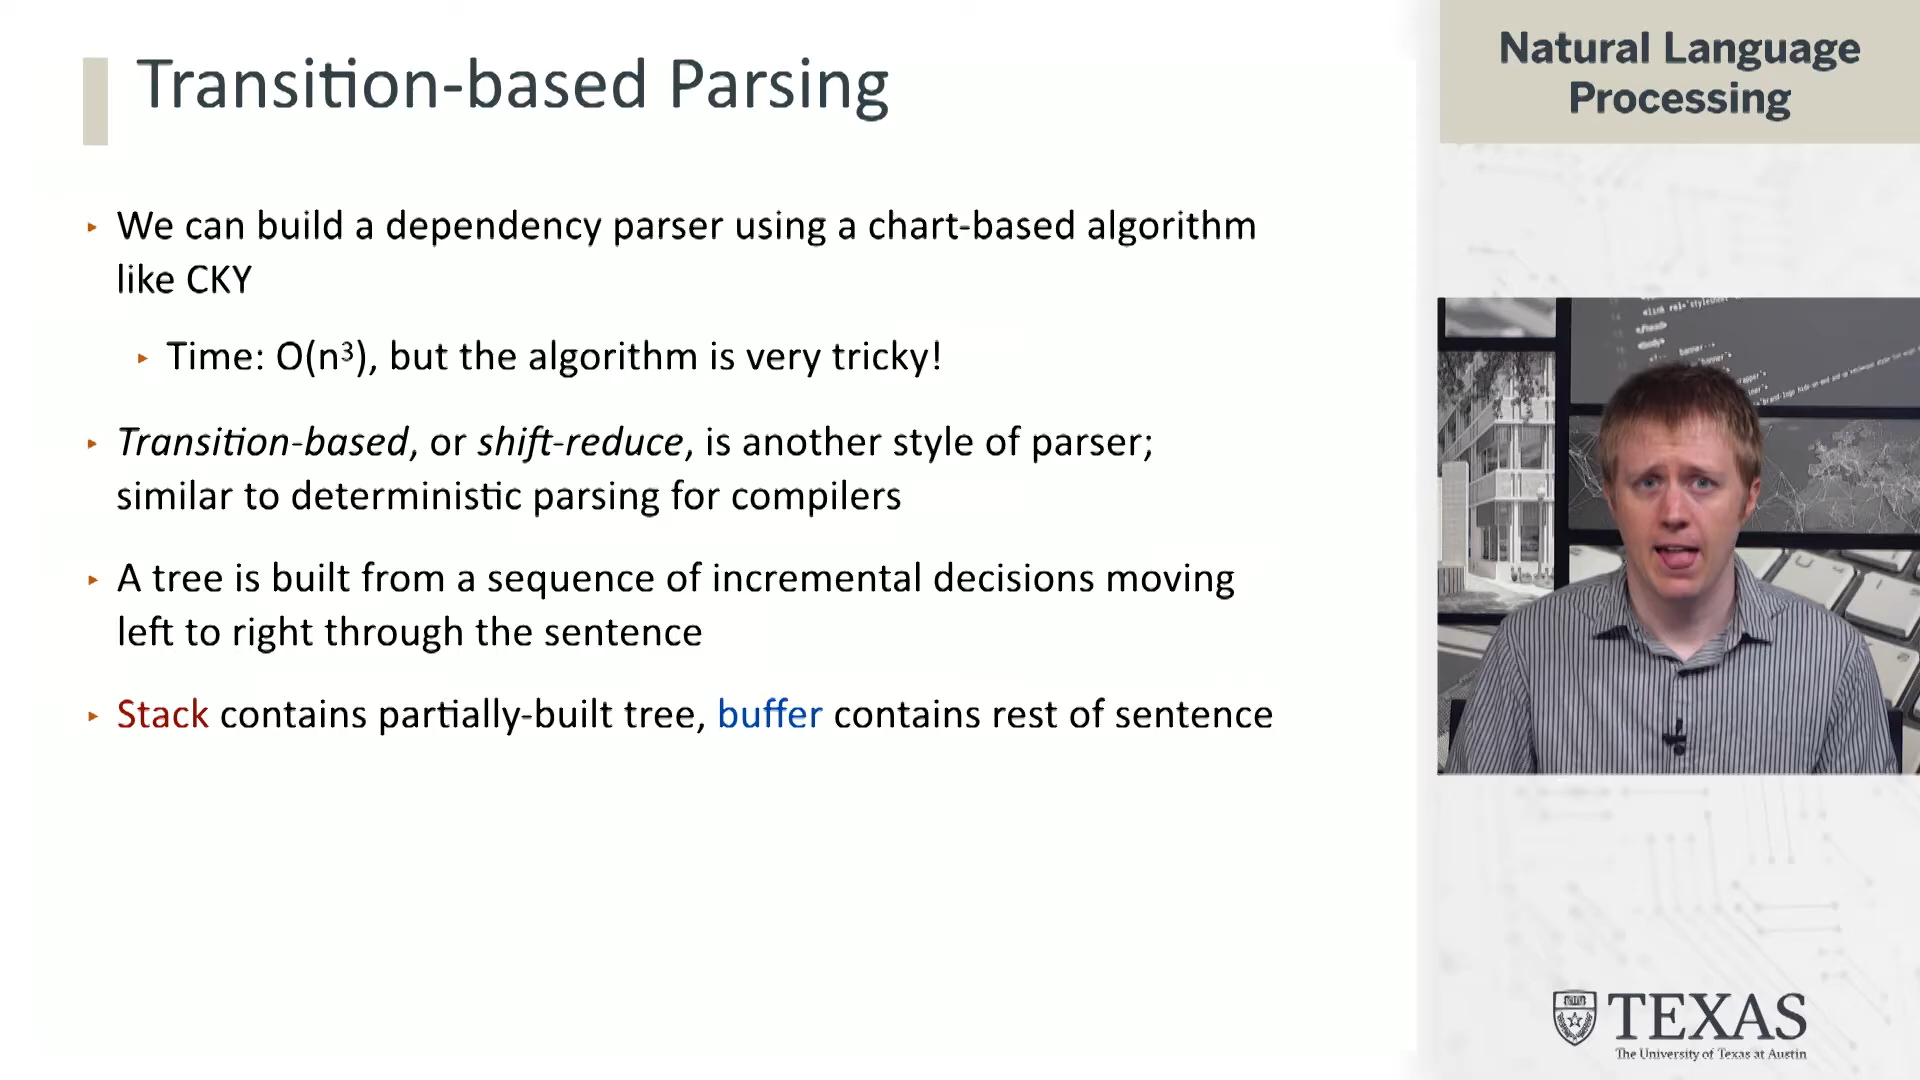 Transition-based Parsing
We can build a dependency parser using a chart-based algorithm
like CKY
Time: O(n³), but the algorithm is very tricky!
Transition-based, or shift-reduce, is another style of parser;
similar to deterministic parsing for compilers
A tree is built from a sequence of incremental decisions moving
left to right through the sentence
Stack contains partially-built tree, buffer contains rest of sentence
Natural Language
Processing
TEXAS
The University of Texas at Austin